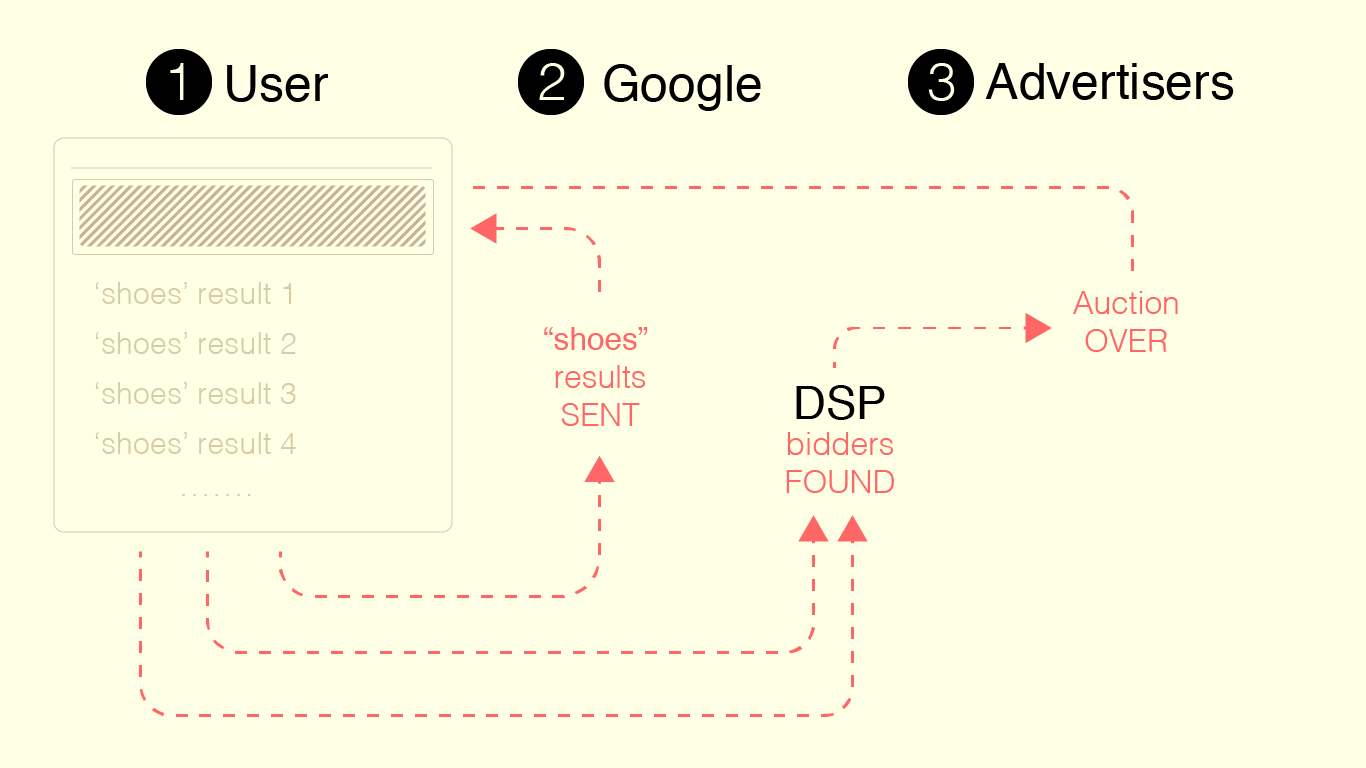 1 User
2 Google
3 Advertisers
‘shoes’ result 1
‘shoes’ result 2
‘shoes’ result 3
‘shoes’ result 4
.......
“shoes”
results
SENT
DSP
bidders
FOUND
Auction
OVER